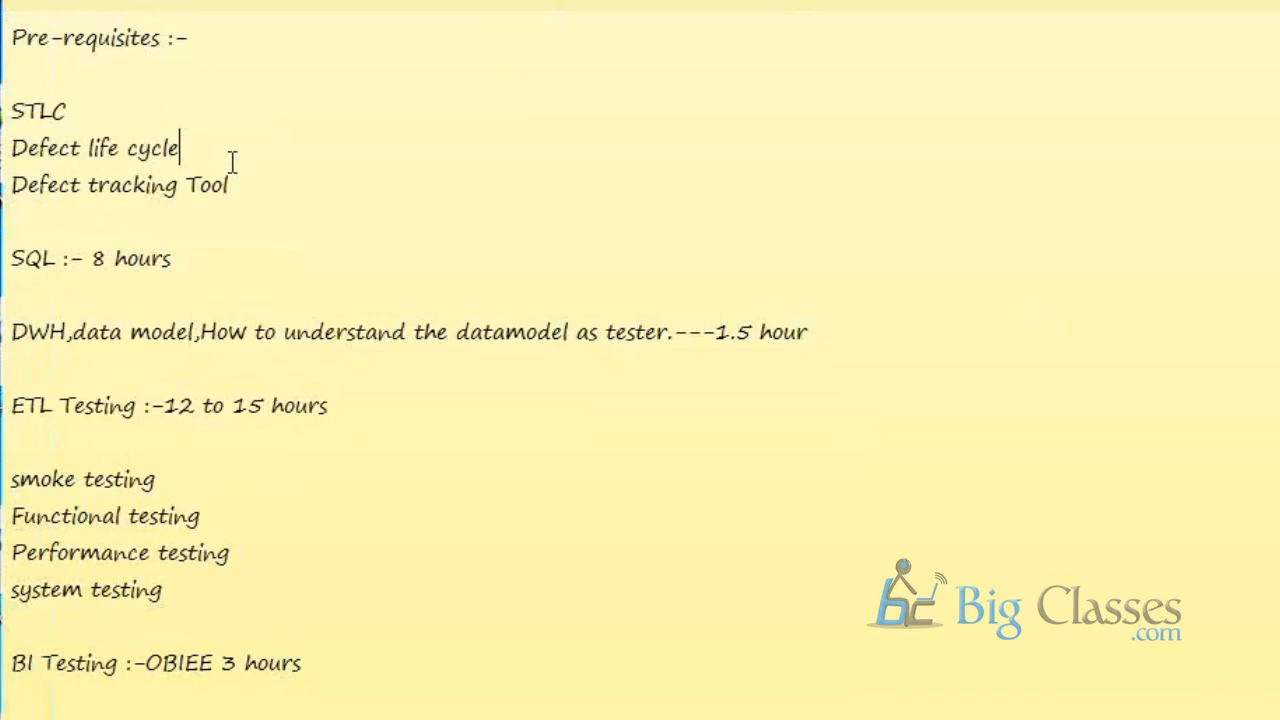 Pre-requisites :-
STLC
Defect life cycle
Defect tracking Tool
SQL :- 8 hours
DWH,data model,How to understand the datamodel as tester.---1.5 hour
ETL Testing :-12 to 15 hours
smoke testing
Functional testing
Performance testing
system testing
bc Big Classes
.com
BI Testing :-OBIEE 3 hours